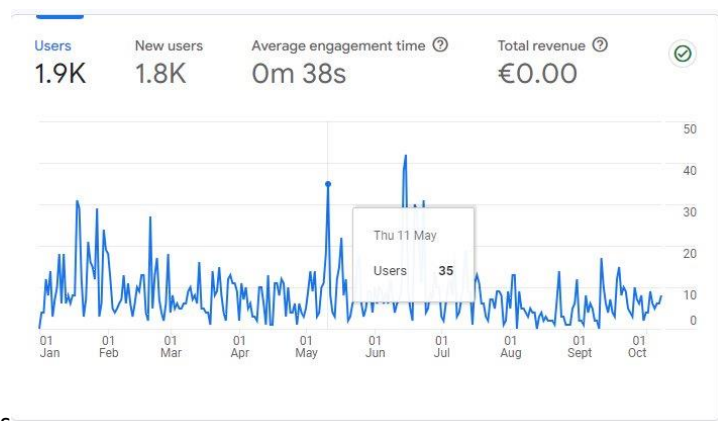 Users New users Average engagement time Total revenue
1.9K 1.8K 0m 38s €0.00
50
40
30
Thu 11 May
Users 35
20
10
0
01 01 01 01 01 01 01 01 01 01
Jan Feb Mar Apr May Jun Jul Aug Sept Oct
s